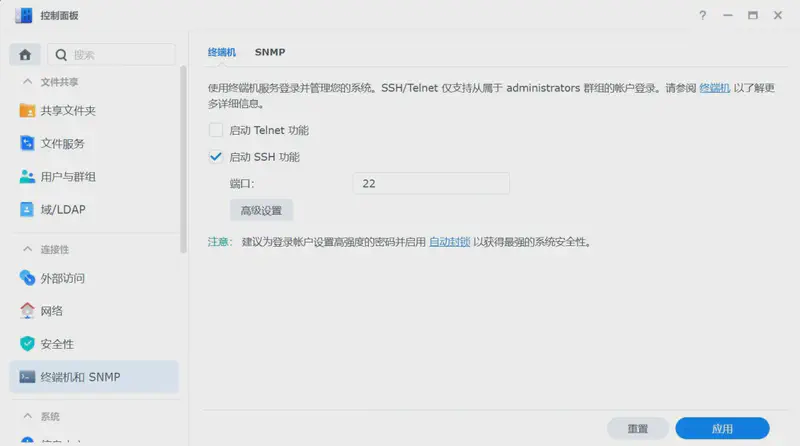 控制面板
搜索
文件共享
共享文件夹
文件服务
用户与群组
域/LDAP
连接性
外部访问
网络
安全性
终端机和 SNMP
系统
终端机 SNMP
使用终端机服务登录并管理您的系统。SSH/Telnet 仅支持从属于 administrators 群组的帐户登录。请参阅 终端机 以了解更
多详细信息。
启动 Telnet 功能
启动 SSH 功能
端口: 22
高级设置
注意: 建议为登录帐户设置高强度的密码并启用 自动封锁 以获得最强的系统安全性。
重置 应用